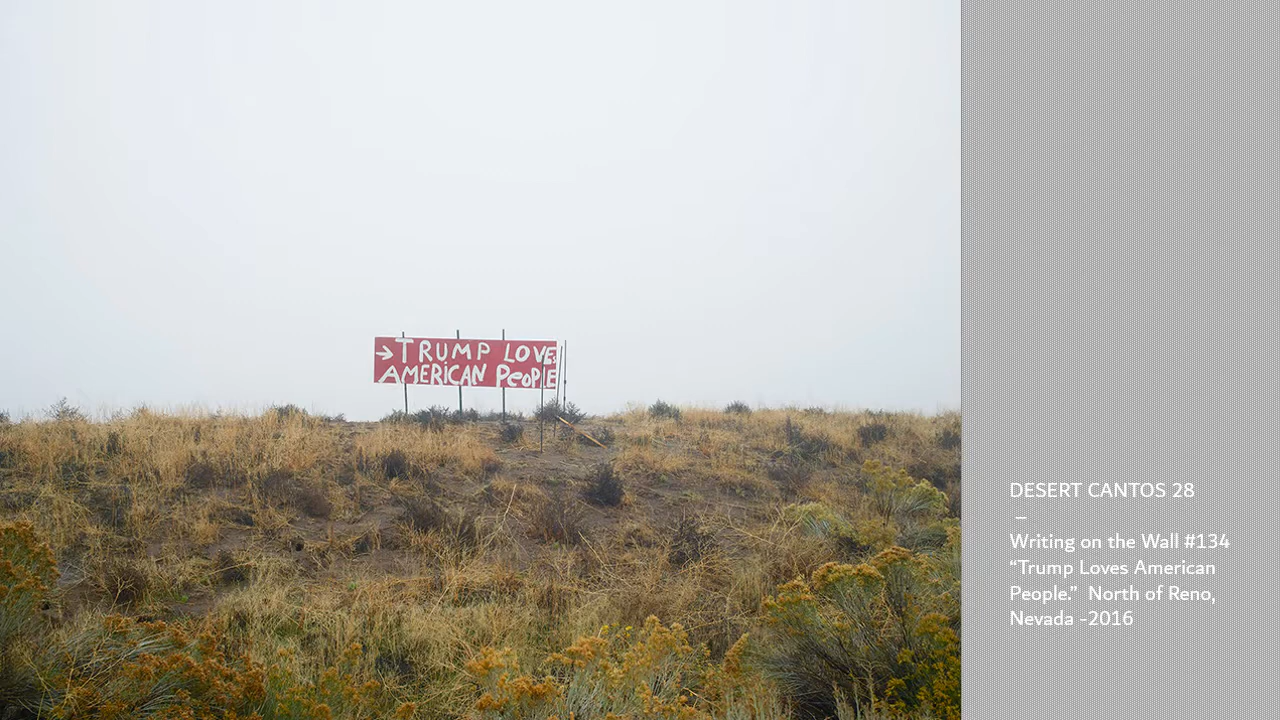 →TRUMP LOVES
AMERICAN PEOPLE
DESERT CANTOS 28
–
Writing on the Wall #134
“Trump Loves American
People.”  North of Reno,
Nevada -2016